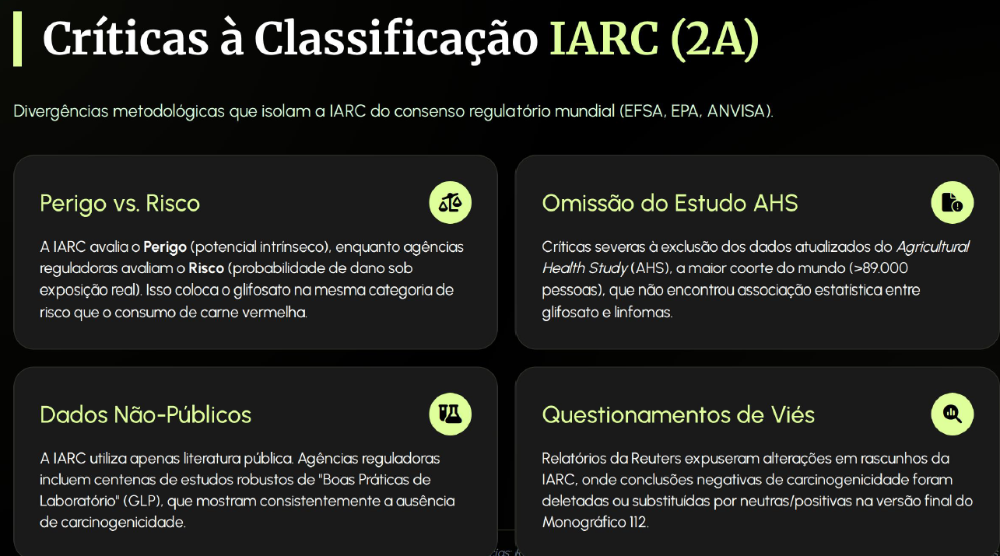 Críticas à Classificação IARC (2A)
Divergências metodológicas que isolam a IARC do consenso regulatório mundial (EFSA, EPA, ANVISA).
Perigo vs. Risco
A IARC avalia o Perigo (potencial intrínseco), enquanto agências
reguladoras avaliam o Risco (probabilidade de dano sob
exposição real). Isso coloca o glifosato na mesma categoria de
risco que o consumo de carne vermelha.
Omissão do Estudo AHS
Críticas severas à exclusão dos dados atualizados do Agricultural
Health Study (AHS), a maior coorte do mundo (>89.000
pessoas), que não encontrou associação estatística entre
glifosato e linfomas.
Dados Não-Públicos
A IARC utiliza apenas literatura pública. Agências reguladoras
incluem centenas de estudos robustos de "Boas Práticas de
Laboratório" (GLP), que mostram consistentemente a ausência
de carcinogenicidade.
Questionamentos de Viés
Relatórios da Reuters expuseram alterações em rascunhos da
IARC, onde conclusões negativas de carcinogenicidade foram
deletadas ou substituídas por neutras/positivas na versão final do
Monográfico 112.